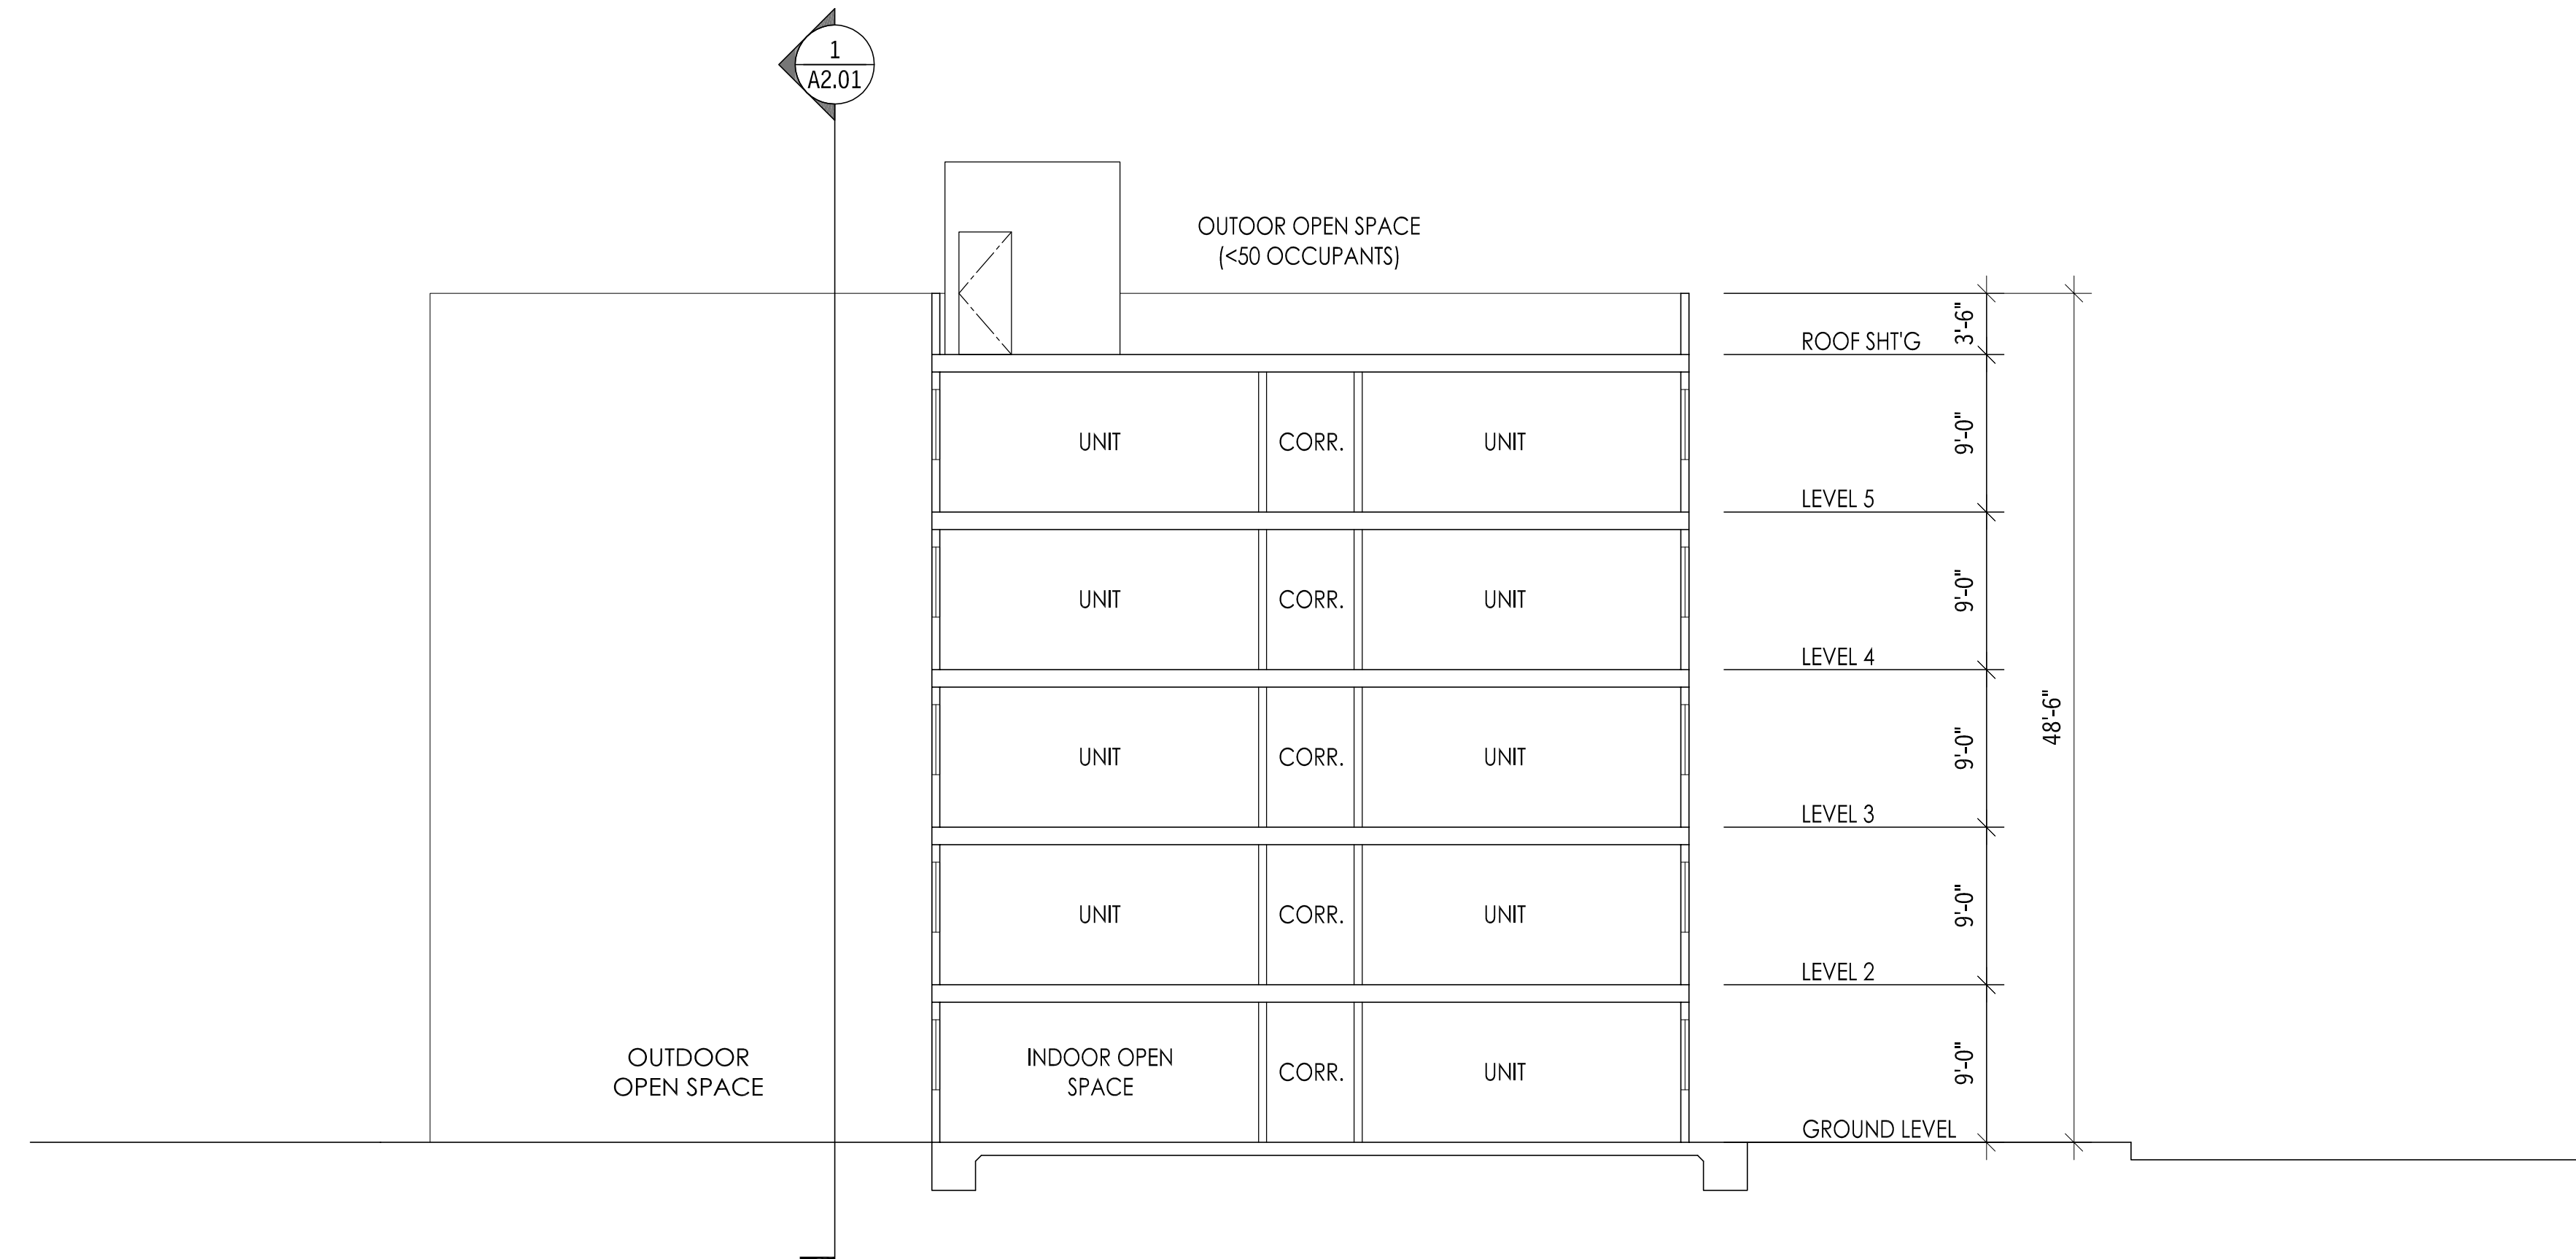 1
A2.01
OUTOOR OPEN SPACE
(<50 OCCUPANTS)
3'-6"
ROOF SHT'G
UNIT
CORR.
UNIT
9'-0"
LEVEL 5
UNIT
CORR.
UNIT
9'-0"
LEVEL 4
48'-6"
UNIT
CORR.
UNIT
9'-0"
LEVEL 3
UNIT
CORR.
UNIT
9'-0"
LEVEL 2
OUTDOOR
OPEN SPACE
INDOOR OPEN
SPACE
CORR.
UNIT
9'-0"
GROUND LEVEL